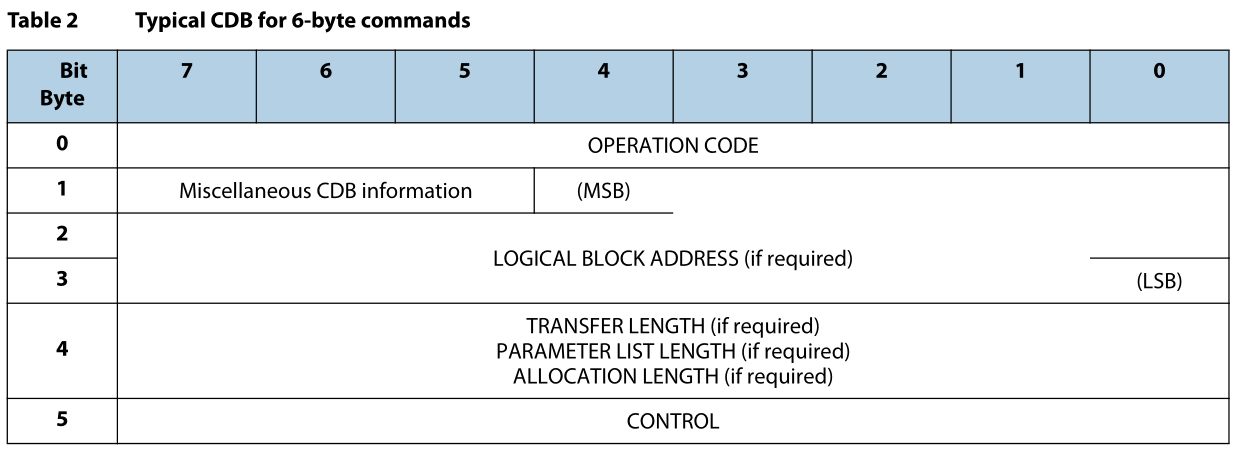 Table 2 Typical CDB for 6-byte commands
Bit 7 6 5 4 3 2 1 0
Byte
0 OPERATION CODE
1 Miscellaneous CDB information (MSB)
2
LOGICAL BLOCK ADDRESS (if required)
3 (LSB)
TRANSFER LENGTH (if required)
4 PARAMETER LIST LENGTH (if required)
ALLOCATION LENGTH (if required)
5 CONTROL